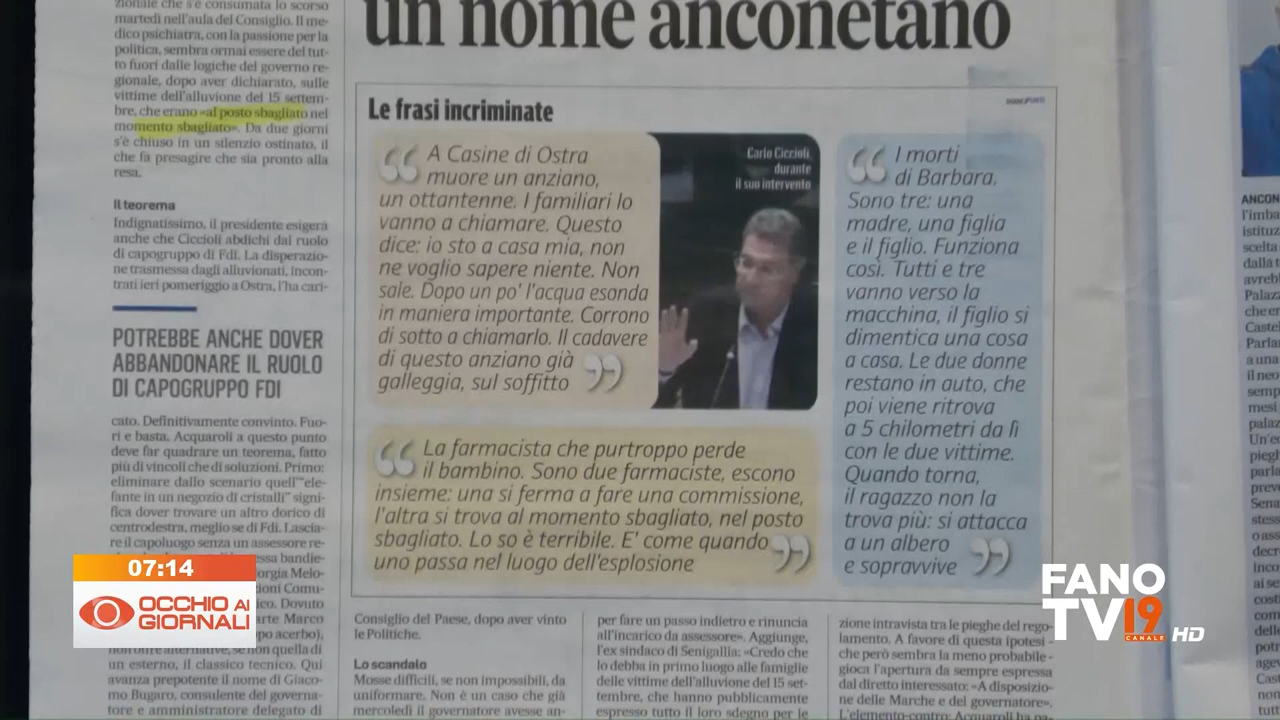 un nome anconetano
zionale che s'è consumata lo scorso
martedì nell'aula del Consiglio. Il me-
dico psichiatra, con la passione per la
politica, sembra ormai essere del tut-
to fuori dalle logiche del governo re-
gionale, dopo aver dichiarato, sulle
vittime dell'alluvione del 15 settem-
bre, che erano «al posto sbagliato nel
momento sbagliato». Da due giorni
s'è chiuso in un silenzio ostinato, il
che fa presagire che sia pronto alla
resa.
Il teorema
Indignatissimo, il presidente esigerà
anche che Ciccioli abdichi dal ruolo
di capogruppo di Fdi. La disperazio-
ne trasmessa dagli alluvionati, incon-
trati ieri pomeriggio a Ostra, l'ha cari-
POTREBBE ANCHE DOVER
ABBANDONARE IL RUOLO
DI CAPOGRUPPO FDI
cato. Definitivamente convinto. Fuo-
ri e basta. Acquaroli a questo punto
deve far quadrare un teorema, fatto
più di vincoli che di soluzioni. Primo:
eliminare dallo scenario quell'"ele-
fante in un negozio di cristalli" signi-
fica dover trovare un altro dorico di
centrodestra, meglio se di Fdi. Lascia-
re il capoluogo senza un assessore re-
essa bandie-
orgia Melo-
ioni Comu-
ico. Dovuto
arte Marco
opo acerbo),
non offre alternative, se non quella di
un esterno, il classico tecnico. Qui
avanza prepotente il nome di Giaco-
mo Bugaro, consulente del governa-
tore e amministratore delegato di
Le frasi incriminate
“ A Casine di Ostra
muore un anziano,
un ottantenne. I familiari lo
vanno a chiamare. Questo
dice: io sto a casa mia, non
ne voglio sapere niente. Non
sale. Dopo un po' l'acqua esonda
in maniera importante. Corrono
di sotto a chiamarlo. Il cadavere
di questo anziano già
galleggia, sul soffitto ”
Carlo Ciccioli
durante
il suo intervento
“ La farmacista che purtroppo perde
il bambino. Sono due farmaciste, escono
insieme: una si ferma a fare una commissione,
l'altra si trova al momento sbagliato, nel posto
sbagliato. Lo so è terribile. E' come quando
uno passa nel luogo dell'esplosione ”
“ I morti
di Barbara.
Sono tre: una
madre, una figlia
e il figlio. Funziona
così. Tutti e tre
vanno verso la
macchina, il figlio si
dimentica una cosa
a casa. Le due donne
restano in auto, che
poi viene ritrova
a 5 chilometri da lì
con le due vittime.
Quando torna,
il ragazzo non la
trova più: si attacca
a un albero
e sopravvive ”
Consiglio del Paese, dopo aver vinto
le Politiche.
Lo scandalo
Mosse difficili, se non impossibili, da
uniformare. Non è un caso che già
mercoledì il governatore avesse an-
per fare un passo indietro e rinuncia
all'incarico da assessore». Aggiunge,
l'ex sindaco di Senigallia: «Credo che
lo debba in primo luogo alle famiglie
delle vittime dell'alluvione del 15 set-
tembre, che hanno pubblicamente
espresso tutto il loro sdegno per le
zione intravista tra le pieghe del rego-
lamento. A favore di questa ipotesi -
che però sembra la meno probabile -
gioca l'apertura da sempre espressa
dal diretto interessato: «A disposizio-
ne delle Marche e del governatore».
L'elemento-contro: Acquaroli ha pa-
07:14
OCCHIO AI
GIORNALI
FANO
TV19
CANALE HD